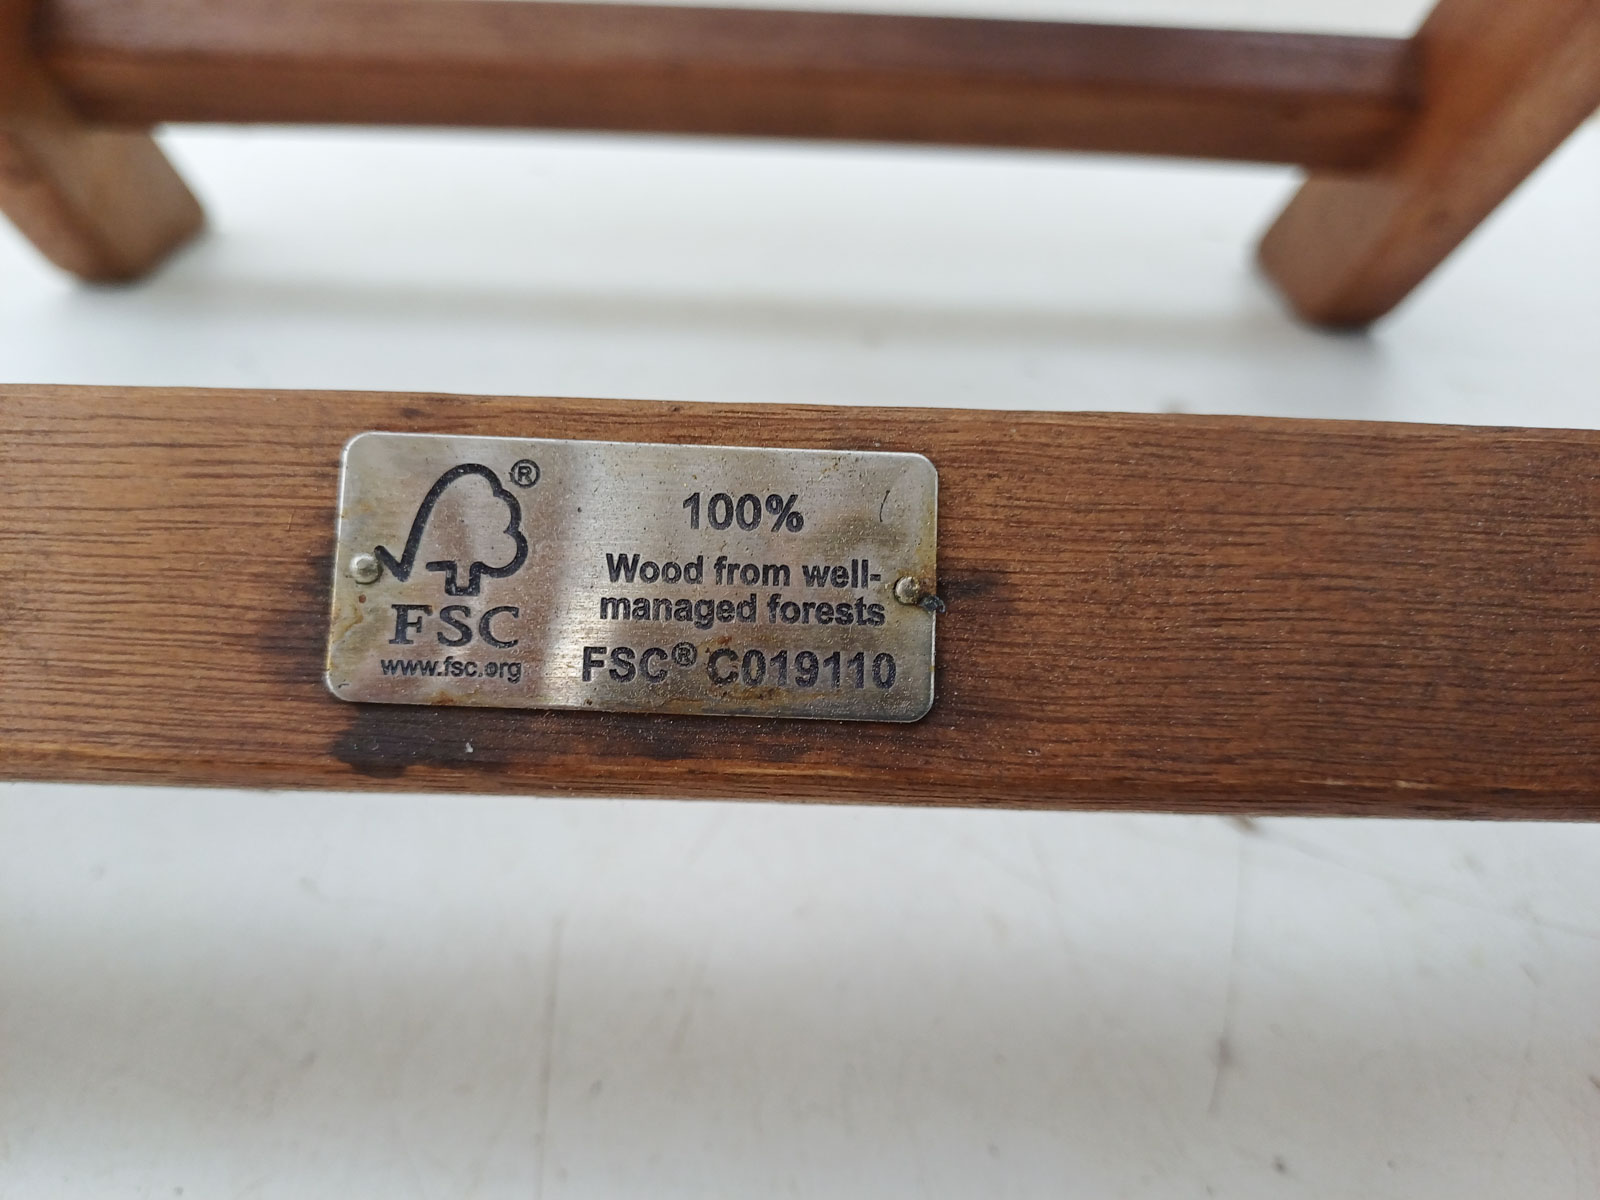 ®
FSC
www.fsc.org
100%
Wood from well-
managed forests
FSC® C019110